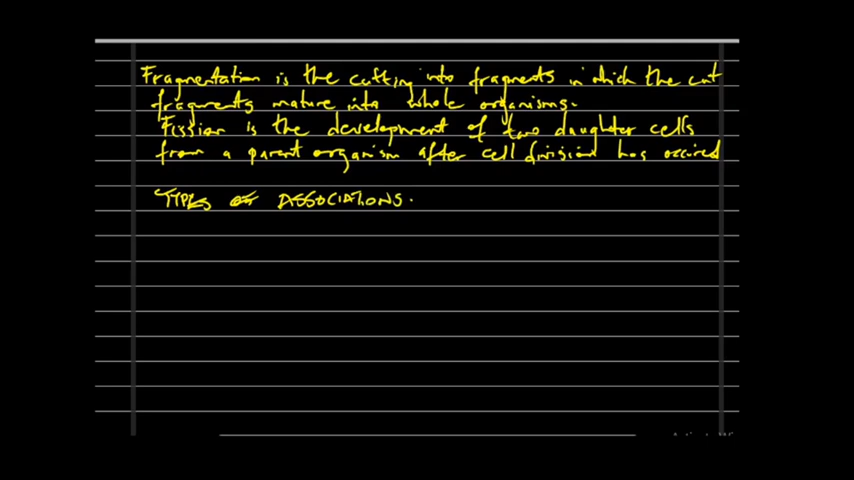 Fragmentation is the cutting into fragments in which the cut
fragments mature into whole organisms.
Fission is the development of two daughter cells
from a parent organism after cell division has occured
TYPES OF ASSOCIATIONS.